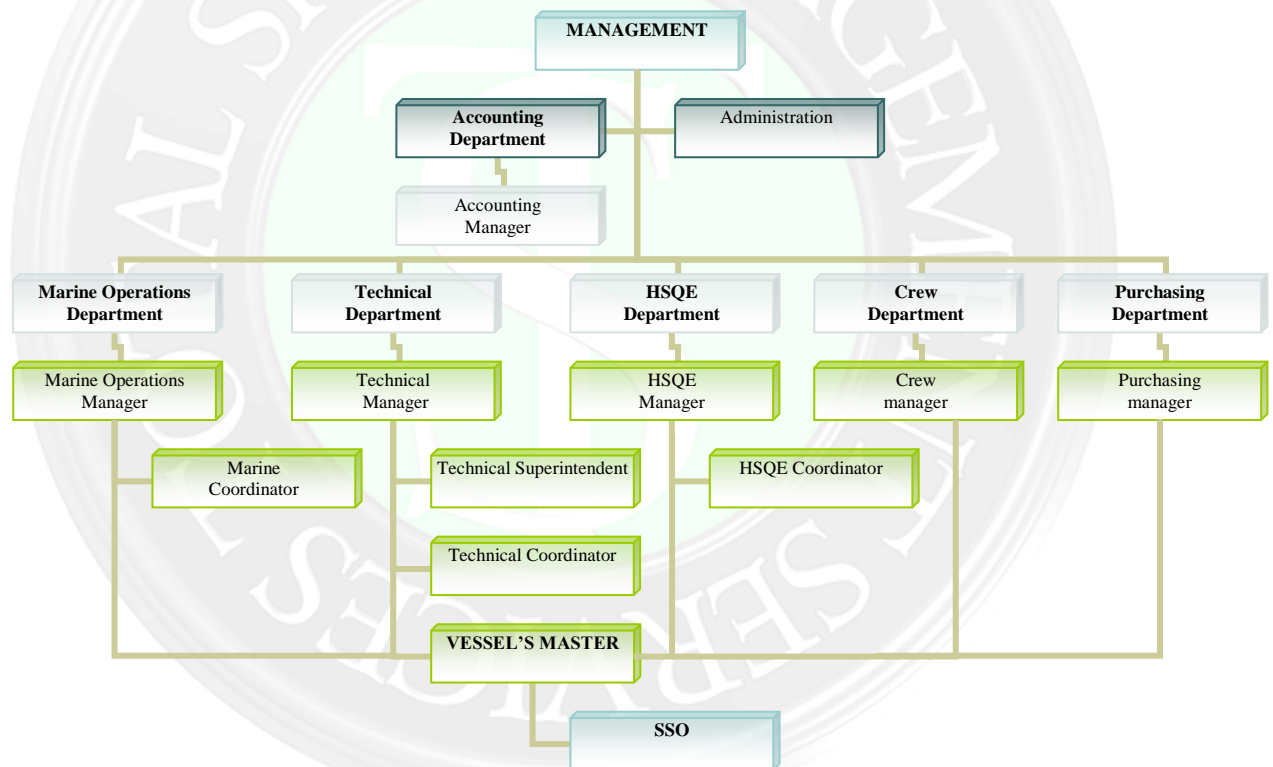 MANAGEMENT
Accounting
Department
Administration
Accounting
Manager
Marine Operations
Department
Technical
Department
HSQE
Department
Crew
Department
Purchasing
Department
Marine Operations
Manager
Technical
Manager
HSQE
Manager
Crew
manager
Purchasing
manager
Marine
Coordinator
Technical Superintendent
HSQE Coordinator
Technical Coordinator
VESSEL'S MASTER
SSO
SERVICES